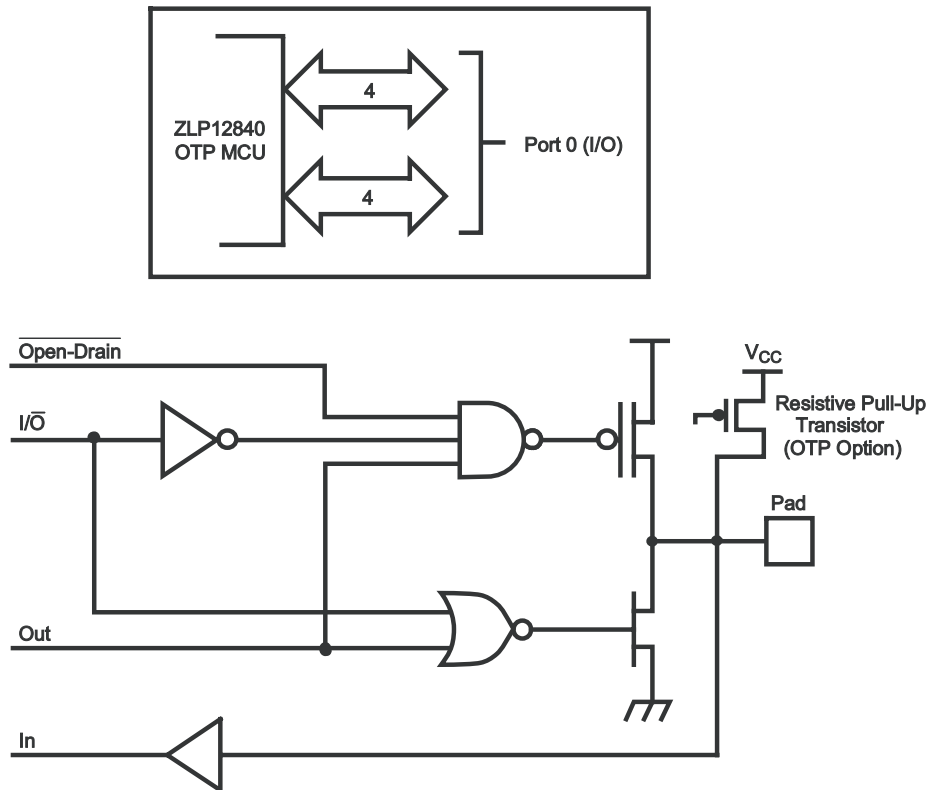 ZLP12840
OTP MCU
4
4
Port 0 (I/O)
Open-Drain
I/O
VCC
Resistive Pull-Up
Transistor
(OTP Option)
Pad
Out
In